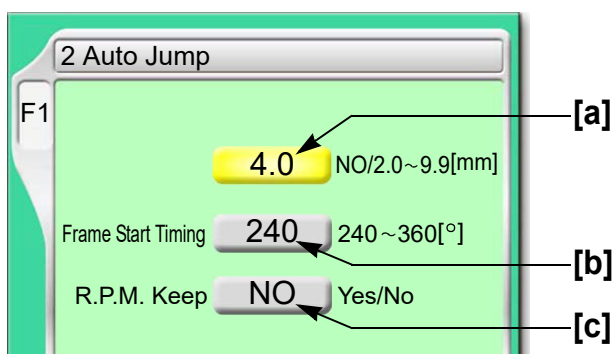 2 Auto Jump
F1
[a]
4.0 NO/2.0~9.9[mm]
Frame Start Timing 240 240~360[°]
[b]
R.P.M. Keep NO Yes/No
[c]